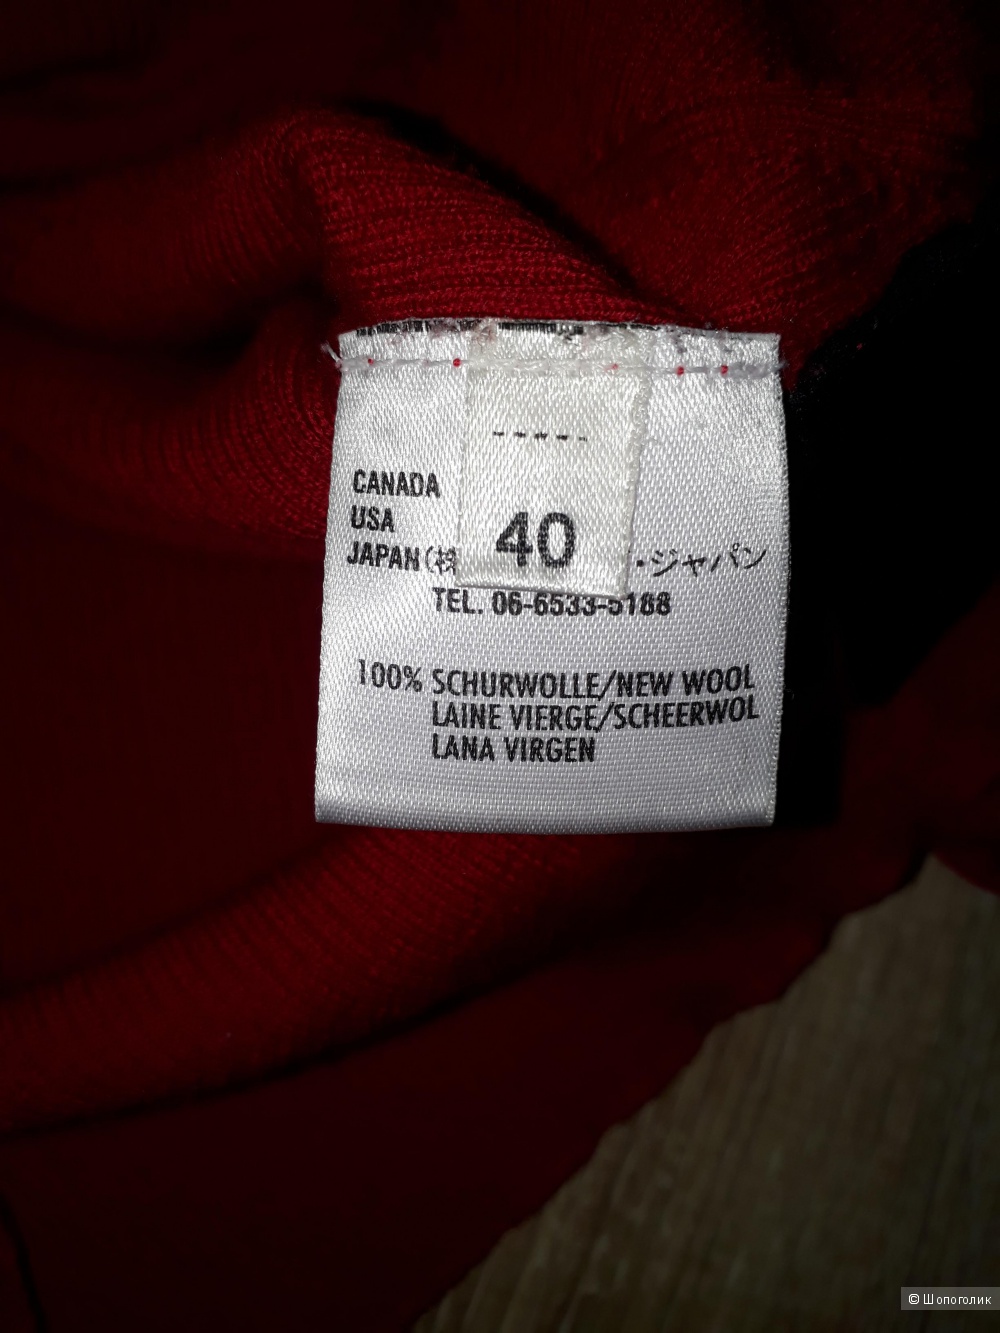 -----
CANADA
USA
40
JAPAN (株 ・ジャパン
TEL. 06-6533-5188
100% SCHURWOLLE/NEW WOOL
LAINE VIERGE/SCHEERWOL
LANA VIRGEN
© Шопоголик